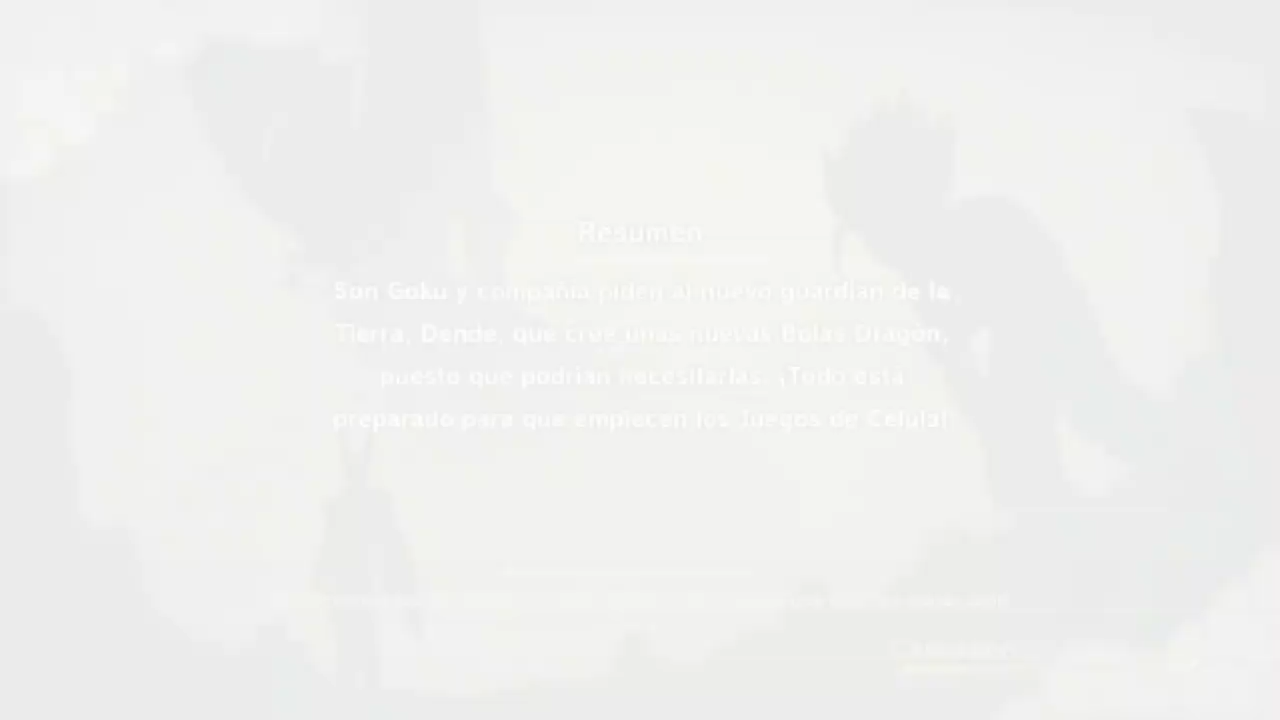 Resumen
Son Goku y compañía piden al nuevo guardián de la
Tierra, Dende, que cree unas nuevas Bolas Dragón,
puesto que podrían necesitarlas. ¡Todo está
preparado para que empiecen los Juegos de Célula!